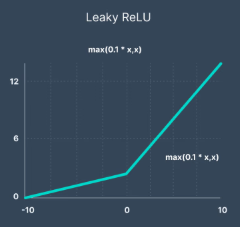 Leaky ReLU
max(0.1 * x,x)
12
6
max(0.1 * x,x)
0
-10 0 10